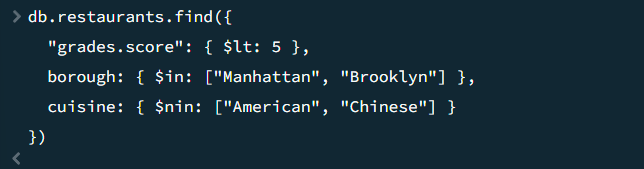 > db.restaurants.find({
"grades.score": { $lt: 5 },
borough: { $in: ["Manhattan", "Brooklyn"] },
cuisine: { $nin: ["American", "Chinese"] }
})
<